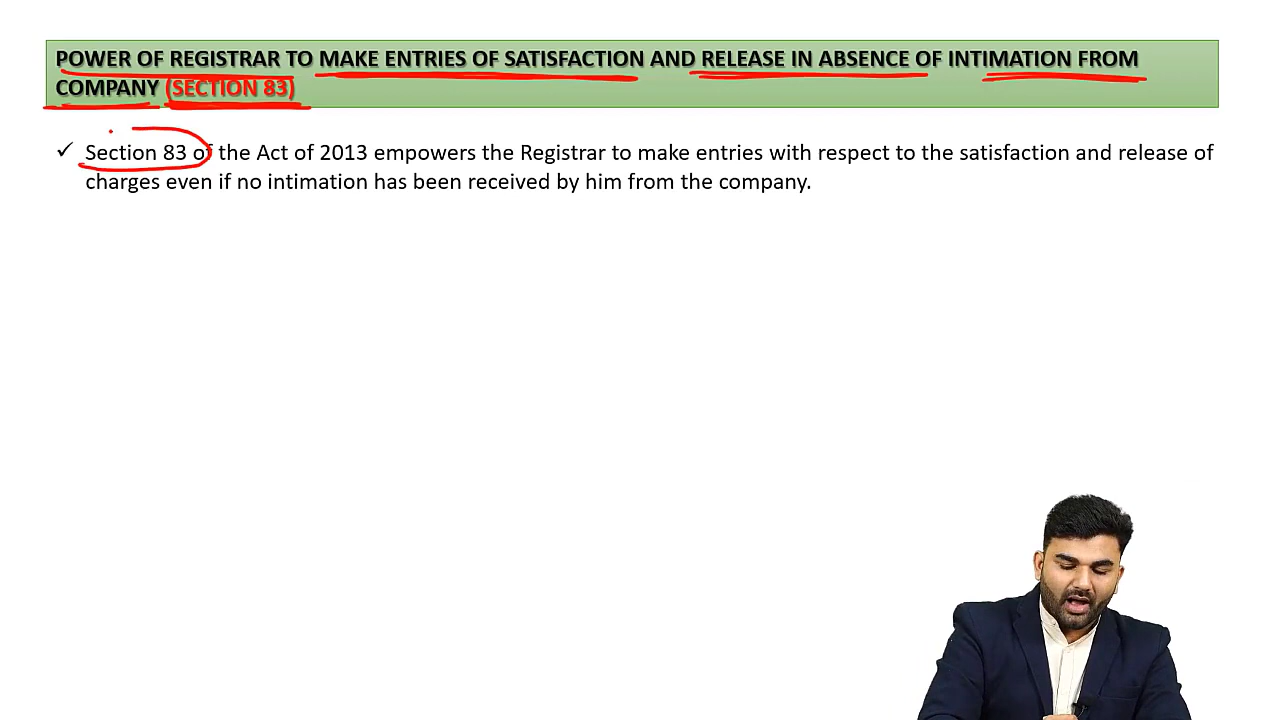 POWER OF REGISTRAR TO MAKE ENTRIES OF SATISFACTION AND RELEASE IN ABSENCE OF INTIMATION FROM
COMPANY (SECTION 83)
✓ Section 83 of the Act of 2013 empowers the Registrar to make entries with respect to the satisfaction and release of
charges even if no intimation has been received by him from the company.